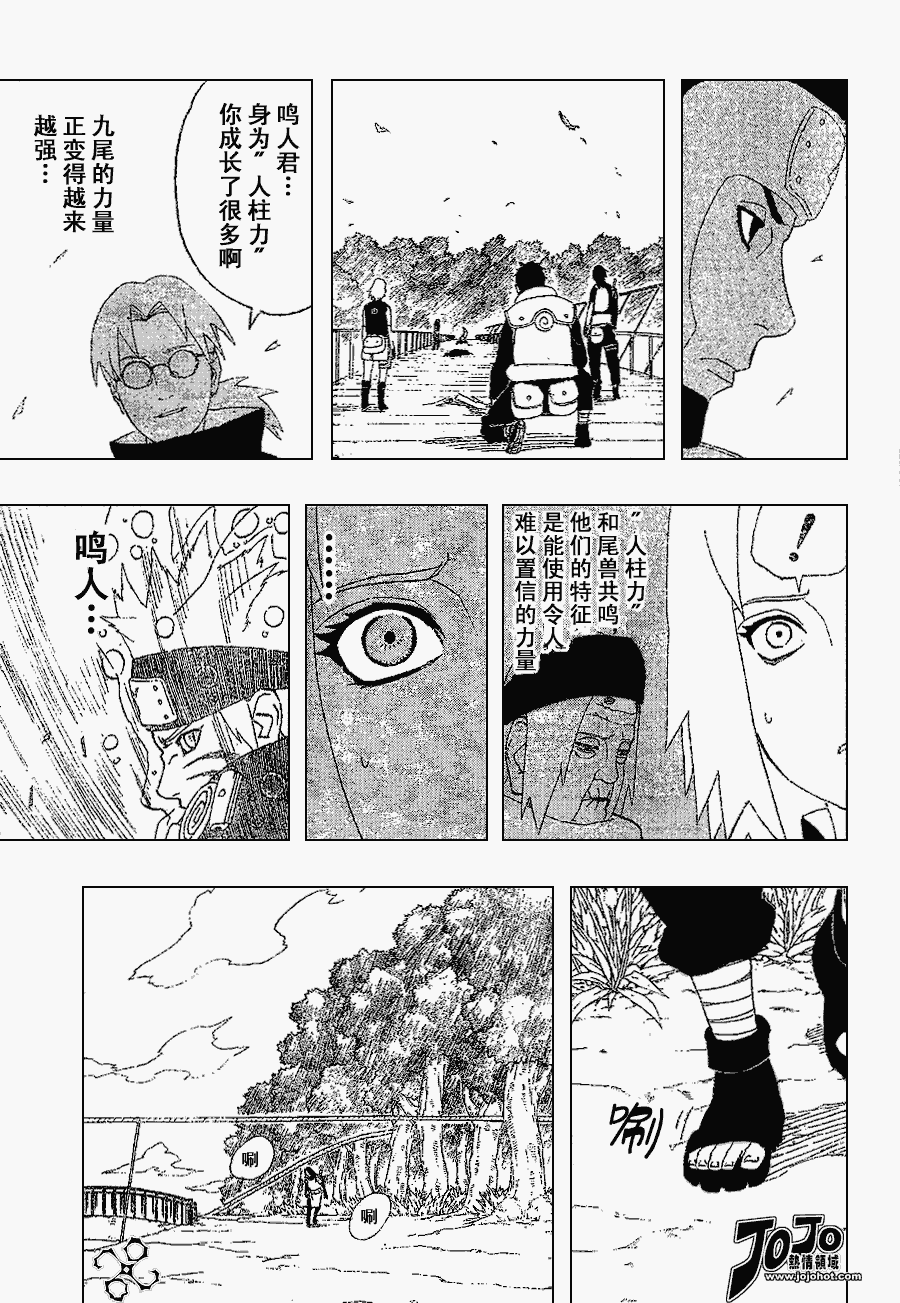 鸣人君…
身为〝人柱力〞
你成长了很多啊
九尾的力量
正变得越来
越强…
！
〝人柱力〞
和尾兽共鸣
他们的特征
是能使用令人
难以置信的力量
………
鸣人…
唰
唰
唰
JOJO
熱情領域
www.jojohot.com